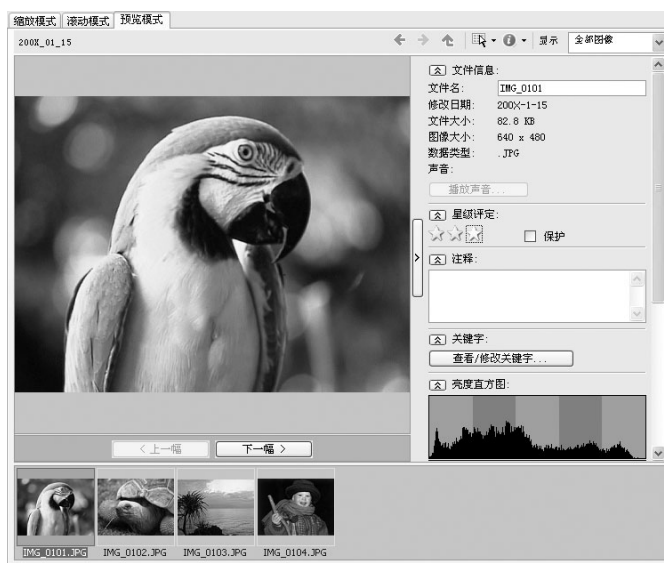 缩放模式 滚动模式 预览模式
200X_01_15 显示 全部图像
文件信息:
文件名: IMG_0101
修改日期: 200X-1-15
文件大小: 82.8 KB
图像大小: 640 x 480
数据类型: .JPG
声音:
播放声音...
星级评定:
保护
注释:
关键字:
查看/修改关键字...
亮度直方图:
<上一幅 下一幅>
IMG_0101.JPG IMG_0102.JPG IMG_0103.JPG IMG_0104.JPG